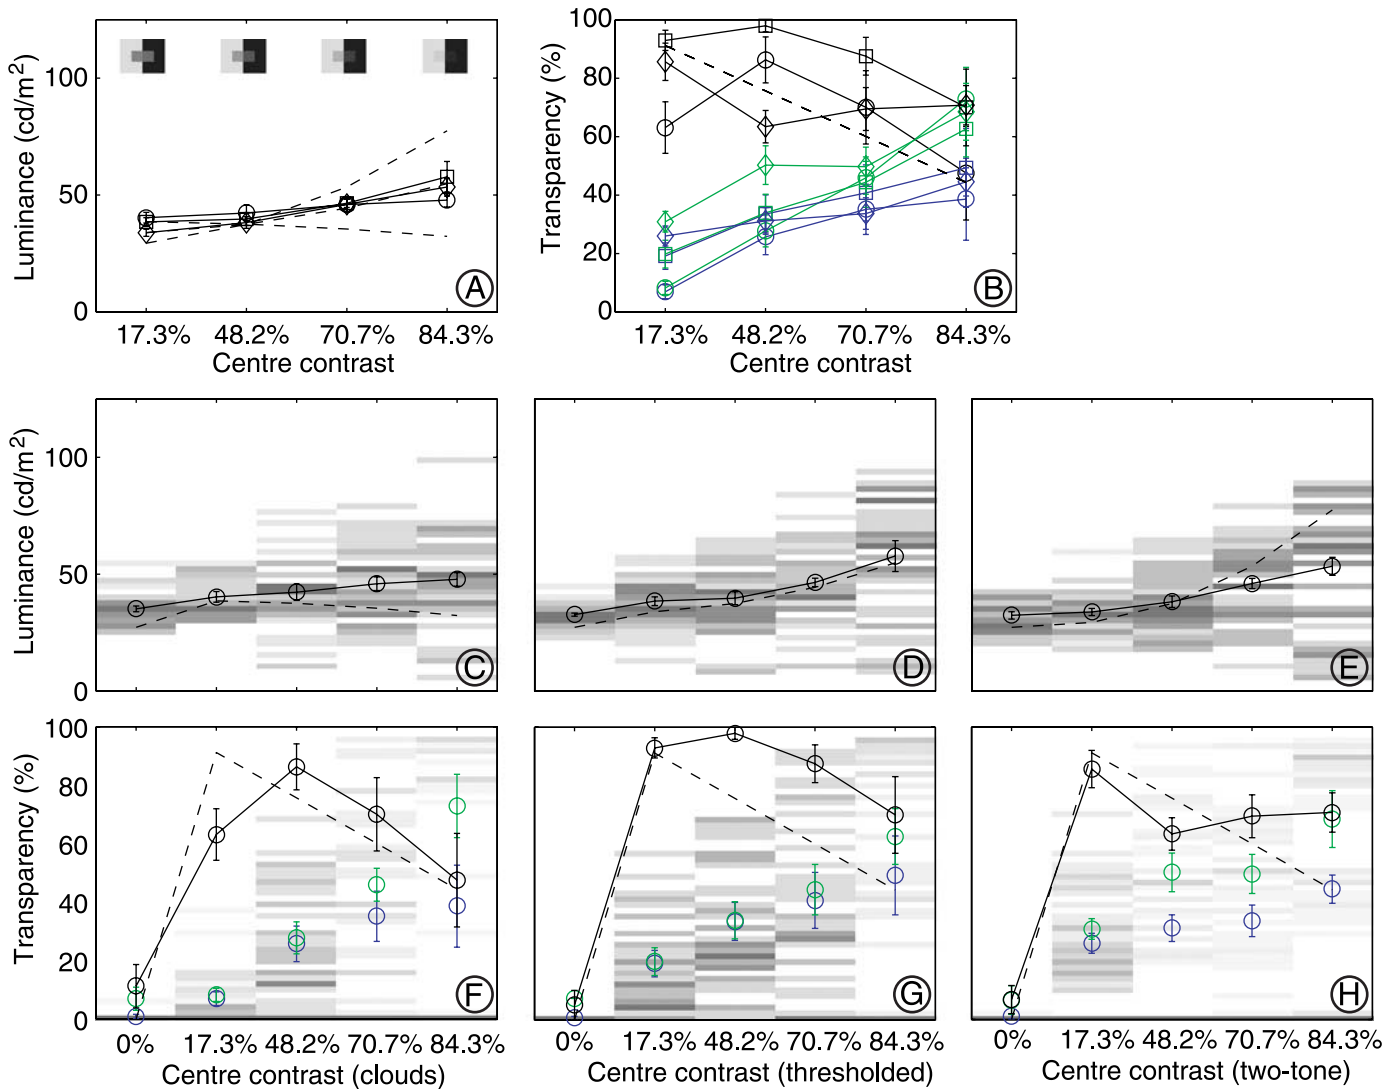 Luminance (cd/m²)
100
50
0
17.3% 48.2% 70.7% 84.3%
Centre contrast
A
Transparency (%)
100
80
60
40
20
0
17.3% 48.2% 70.7% 84.3%
Centre contrast
B
Luminance (cd/m²)
100
50
0
C
D
E
Transparency (%)
100
80
60
40
20
0
F
G
H
0% 17.3% 48.2% 70.7% 84.3%
Centre contrast (clouds)
0% 17.3% 48.2% 70.7% 84.3%
Centre contrast (thresholded)
0% 17.3% 48.2% 70.7% 84.3%
Centre contrast (two-tone)